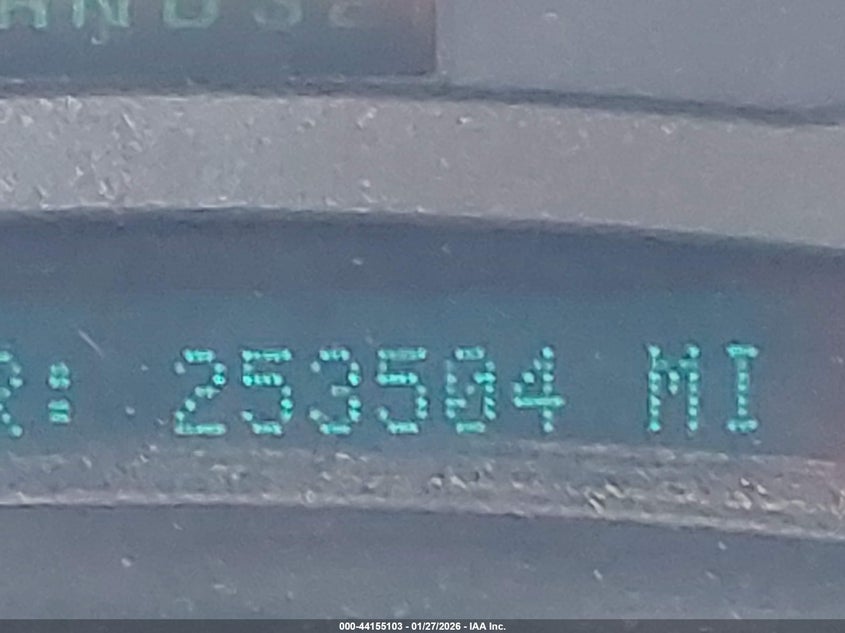 R: 253504 MI
000-44155103 - 01/27/2026 - IAA Inc.